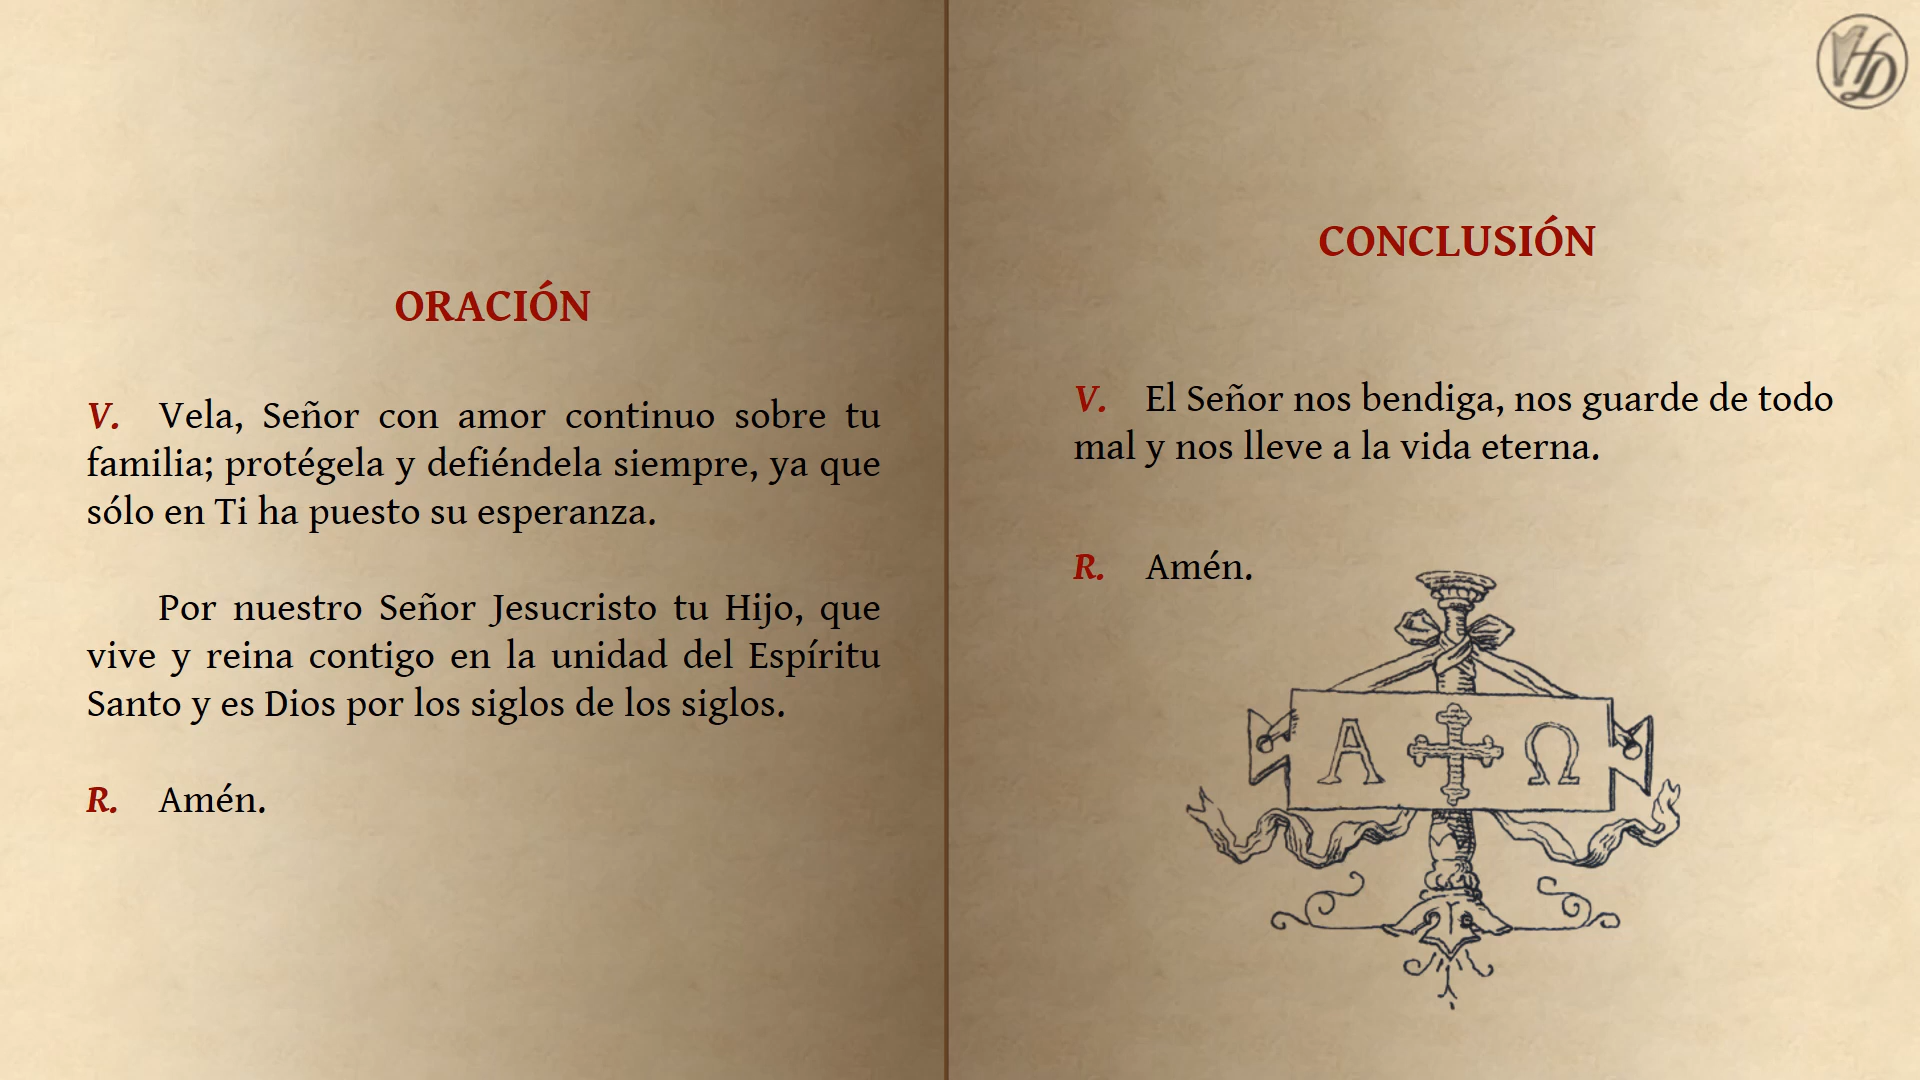 ORACIÓN
V. Vela, Señor con amor continuo sobre tu
familia; protégela y defiéndela siempre, ya que
sólo en Ti ha puesto su esperanza.
Por nuestro Señor Jesucristo tu Hijo, que
vive y reina contigo en la unidad del Espíritu
Santo y es Dios por los siglos de los siglos.
R. Amén.
HD
CONCLUSIÓN
V. El Señor nos bendiga, nos guarde de todo
mal y nos lleve a la vida eterna.
R. Amén.
Α Ω